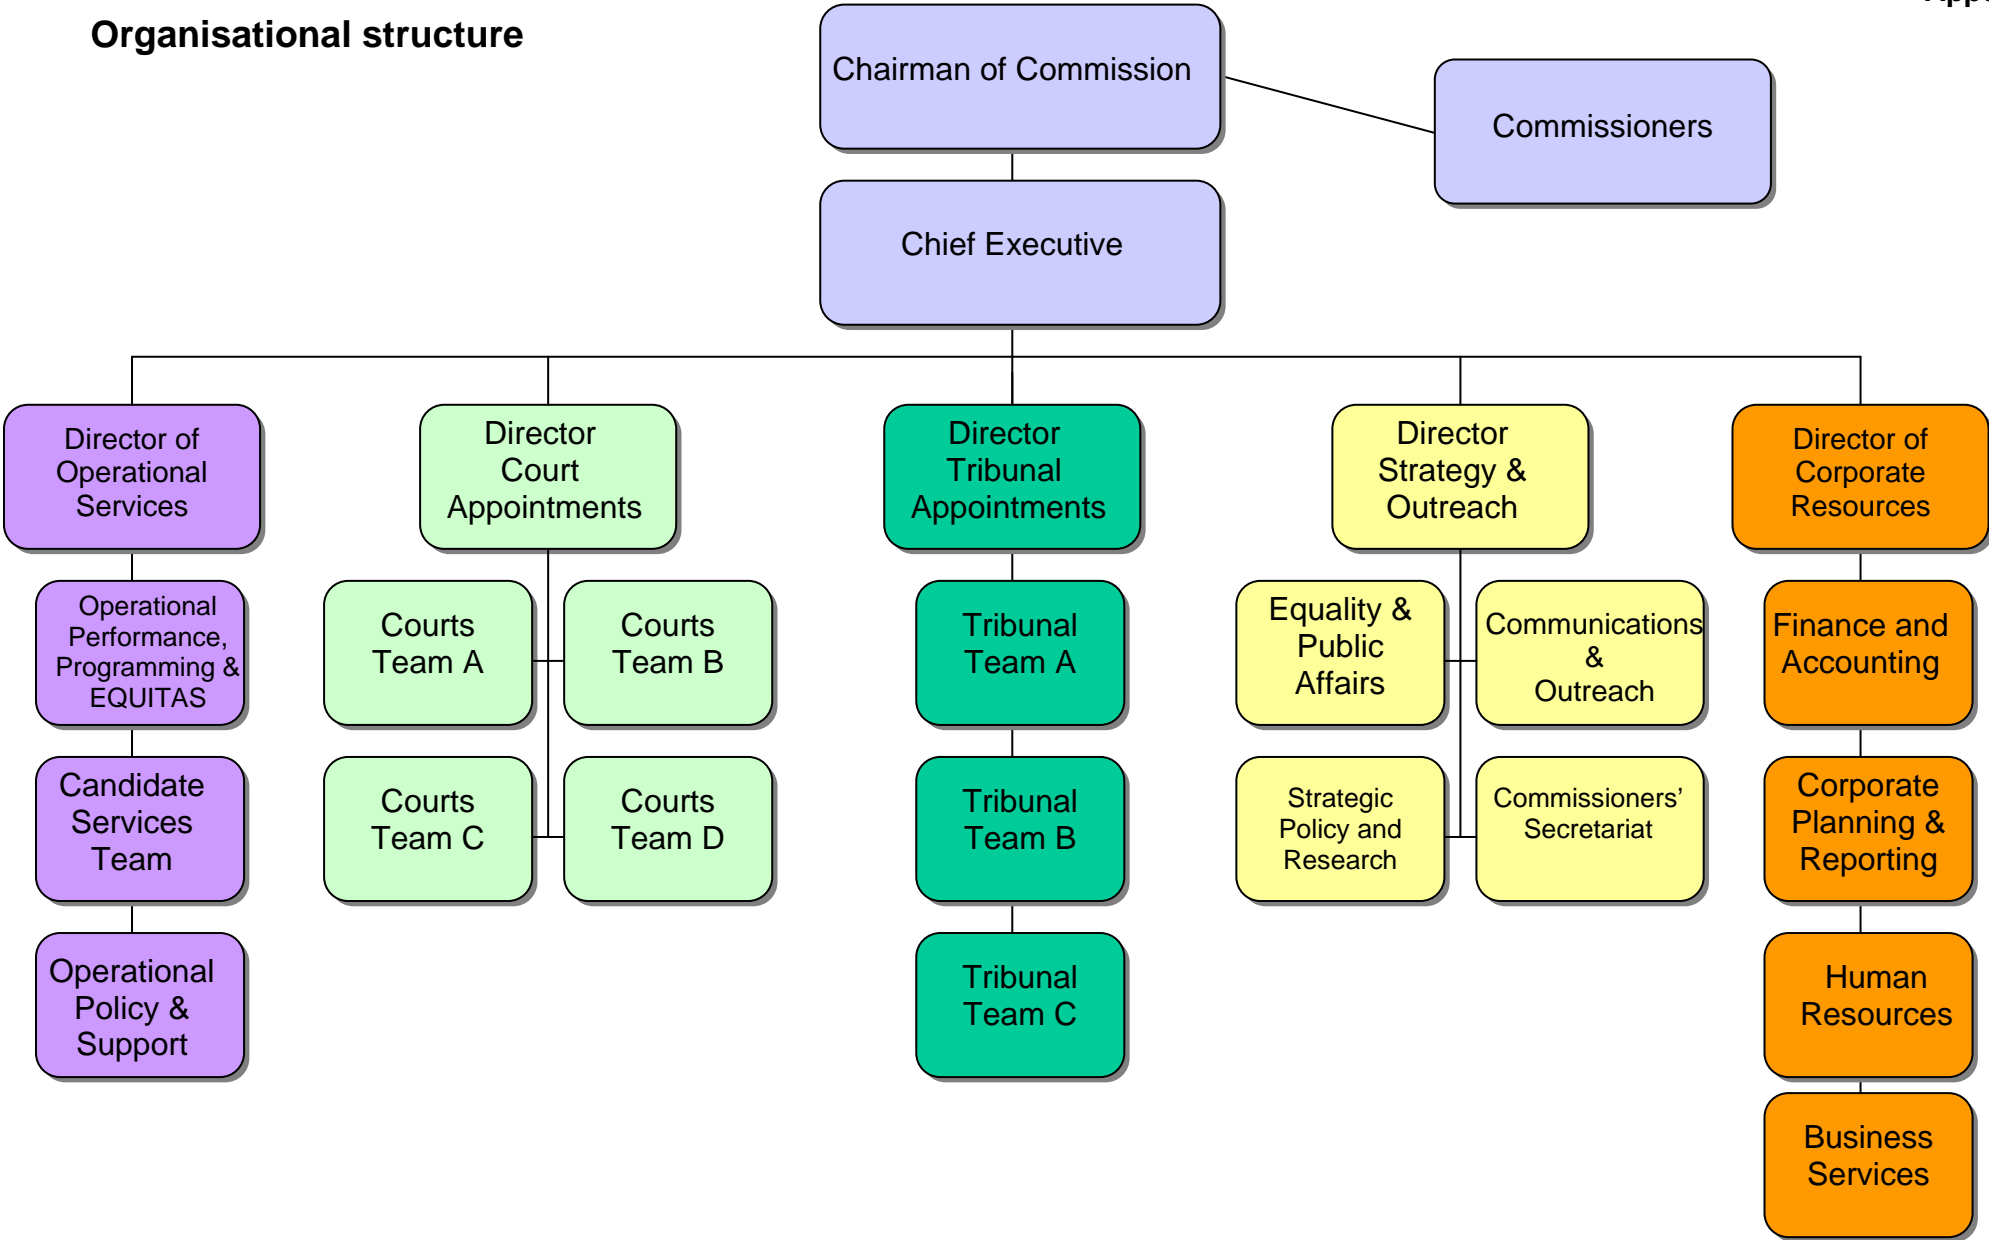 Organisational structure
Chairman of Commission
Commissioners
Chief Executive
Director of
Operational
Services
Director
Court
Appointments
Director
Tribunal
Appointments
Director
Strategy &
Outreach
Director of
Corporate
Resources
Operational
Performance,
Programming &
EQUITAS
Courts
Team A
Courts
Team B
Tribunal
Team A
Equality &
Public
Affairs
Communications
&
Outreach
Finance and
Accounting
Candidate
Services
Team
Courts
Team C
Courts
Team D
Tribunal
Team B
Strategic
Policy and
Research
Commissioners’
Secretariat
Corporate
Planning &
Reporting
Operational
Policy &
Support
Tribunal
Team C
Human
Resources
Business
Services